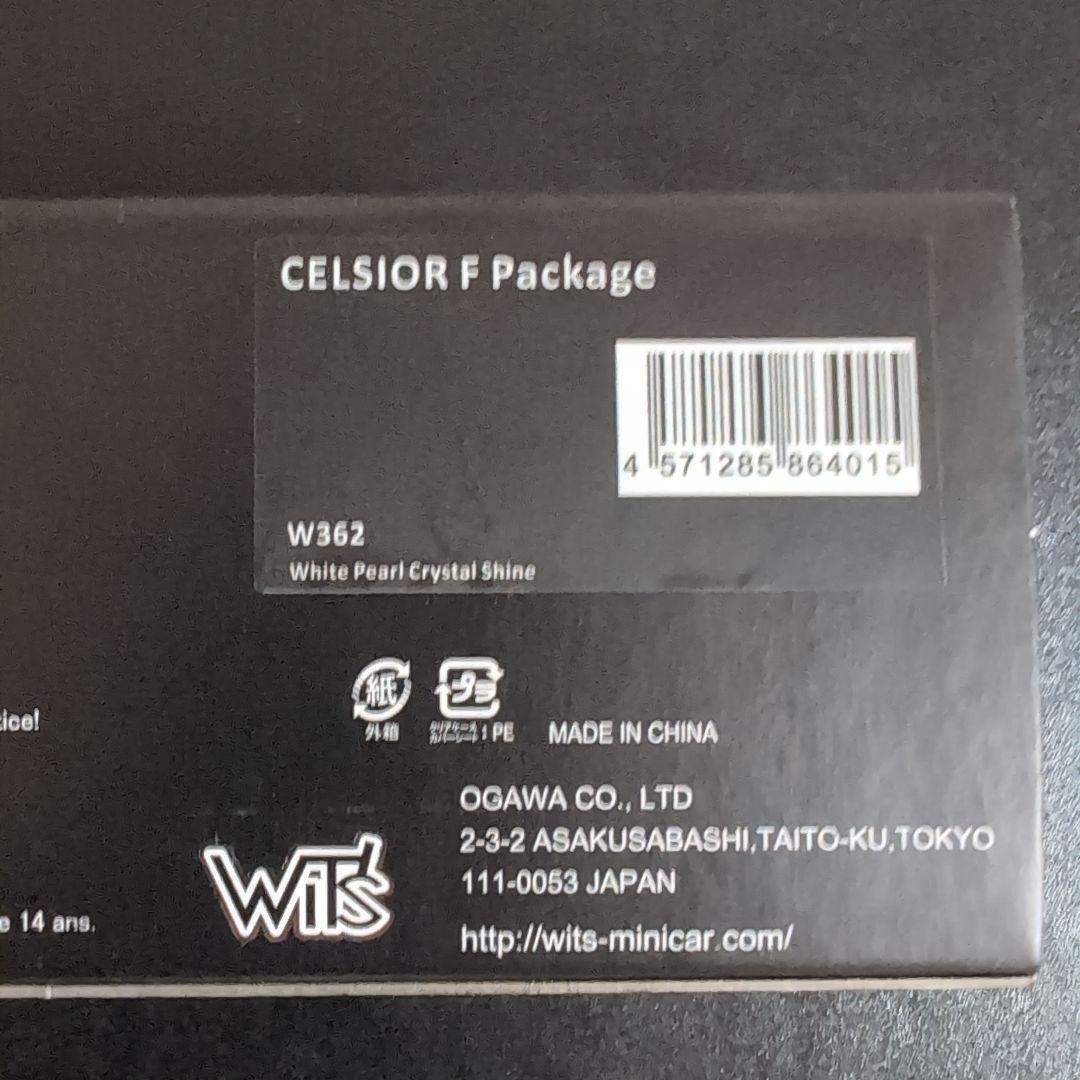 CELSIOR F Package
4 571285 864015
W362
White Pearl Crystal Shine
紙
プラ
外箱
: PE
MADE IN CHINA
tice!
OGAWA CO., LTD
2-3-2 ASAKUSABASHI,TAITO-KU,TOKYO
111-0053 JAPAN
Wit's
e 14 ans.
http://wits-minicar.com/